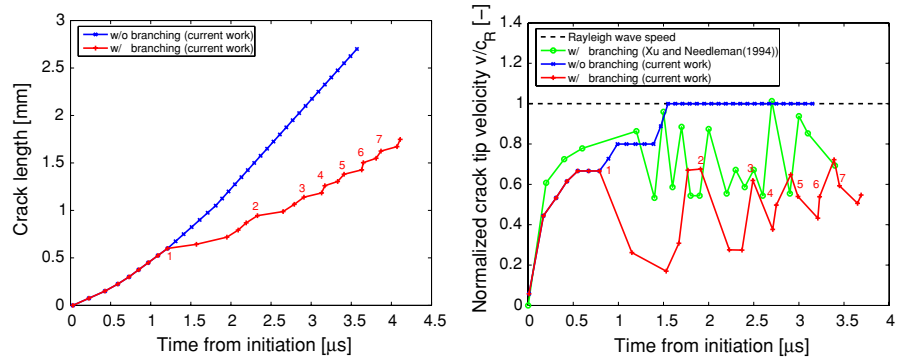 3
2.5
2
1.5
1
0.5
0
Crack length [mm]
w/o branching (current work)
w/ branching (current work)
1
2
3
4
5
6
7
0 0.5 1 1.5 2 2.5 3 3.5 4 4.5
Time from initiation [μs]
1.4
1.2
1
0.8
0.6
0.4
0.2
0
Normalized crack tip veloicity v/cR [–]
Rayleigh wave speed
w/ branching (Xu and Needleman(1994))
w/o branching (current work)
w/ branching (current work)
1
2
3
4
5
6
7
0 0.5 1 1.5 2 2.5 3 3.5 4
Time from initiation [μs]